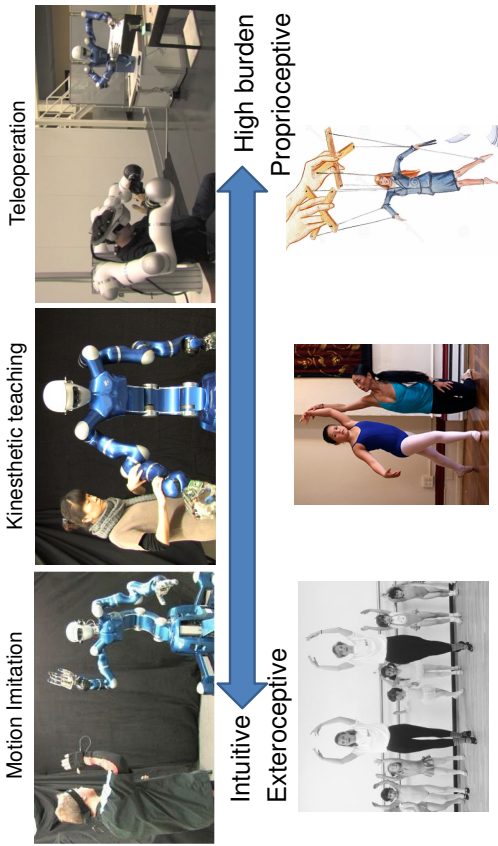 Motion Imitation
Kinesthetic teaching
Teleoperation
Intuitive
High burden
Exteroceptive
Proprioceptive